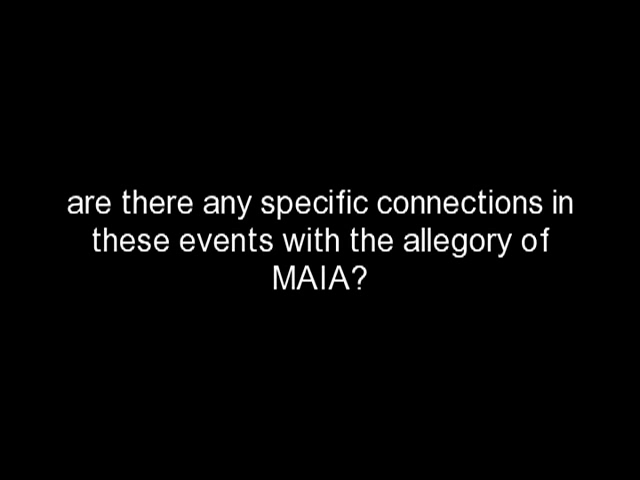 are there any specific connections in
these events with the allegory of
MAIA?